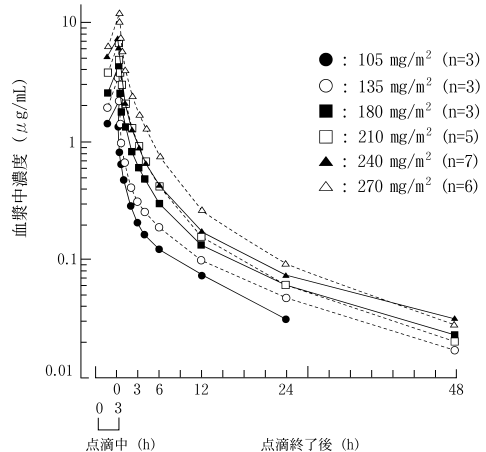 血漿中濃度（μg/mL）
10
1
0.1
0.01
●：105 mg/m² (n=3)
○：135 mg/m² (n=3)
■：180 mg/m² (n=3)
□：210 mg/m² (n=5)
▲：240 mg/m² (n=7)
△：270 mg/m² (n=6)
0 3 6 12 24 48
0 3
点滴中 (h) 点滴終了後 (h)